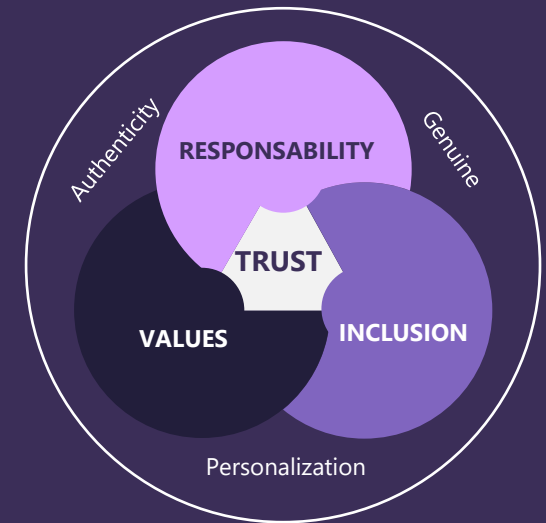 Authenticity
Genuine
RESPONSABILITY
TRUST
VALUES
INCLUSION
Personalization